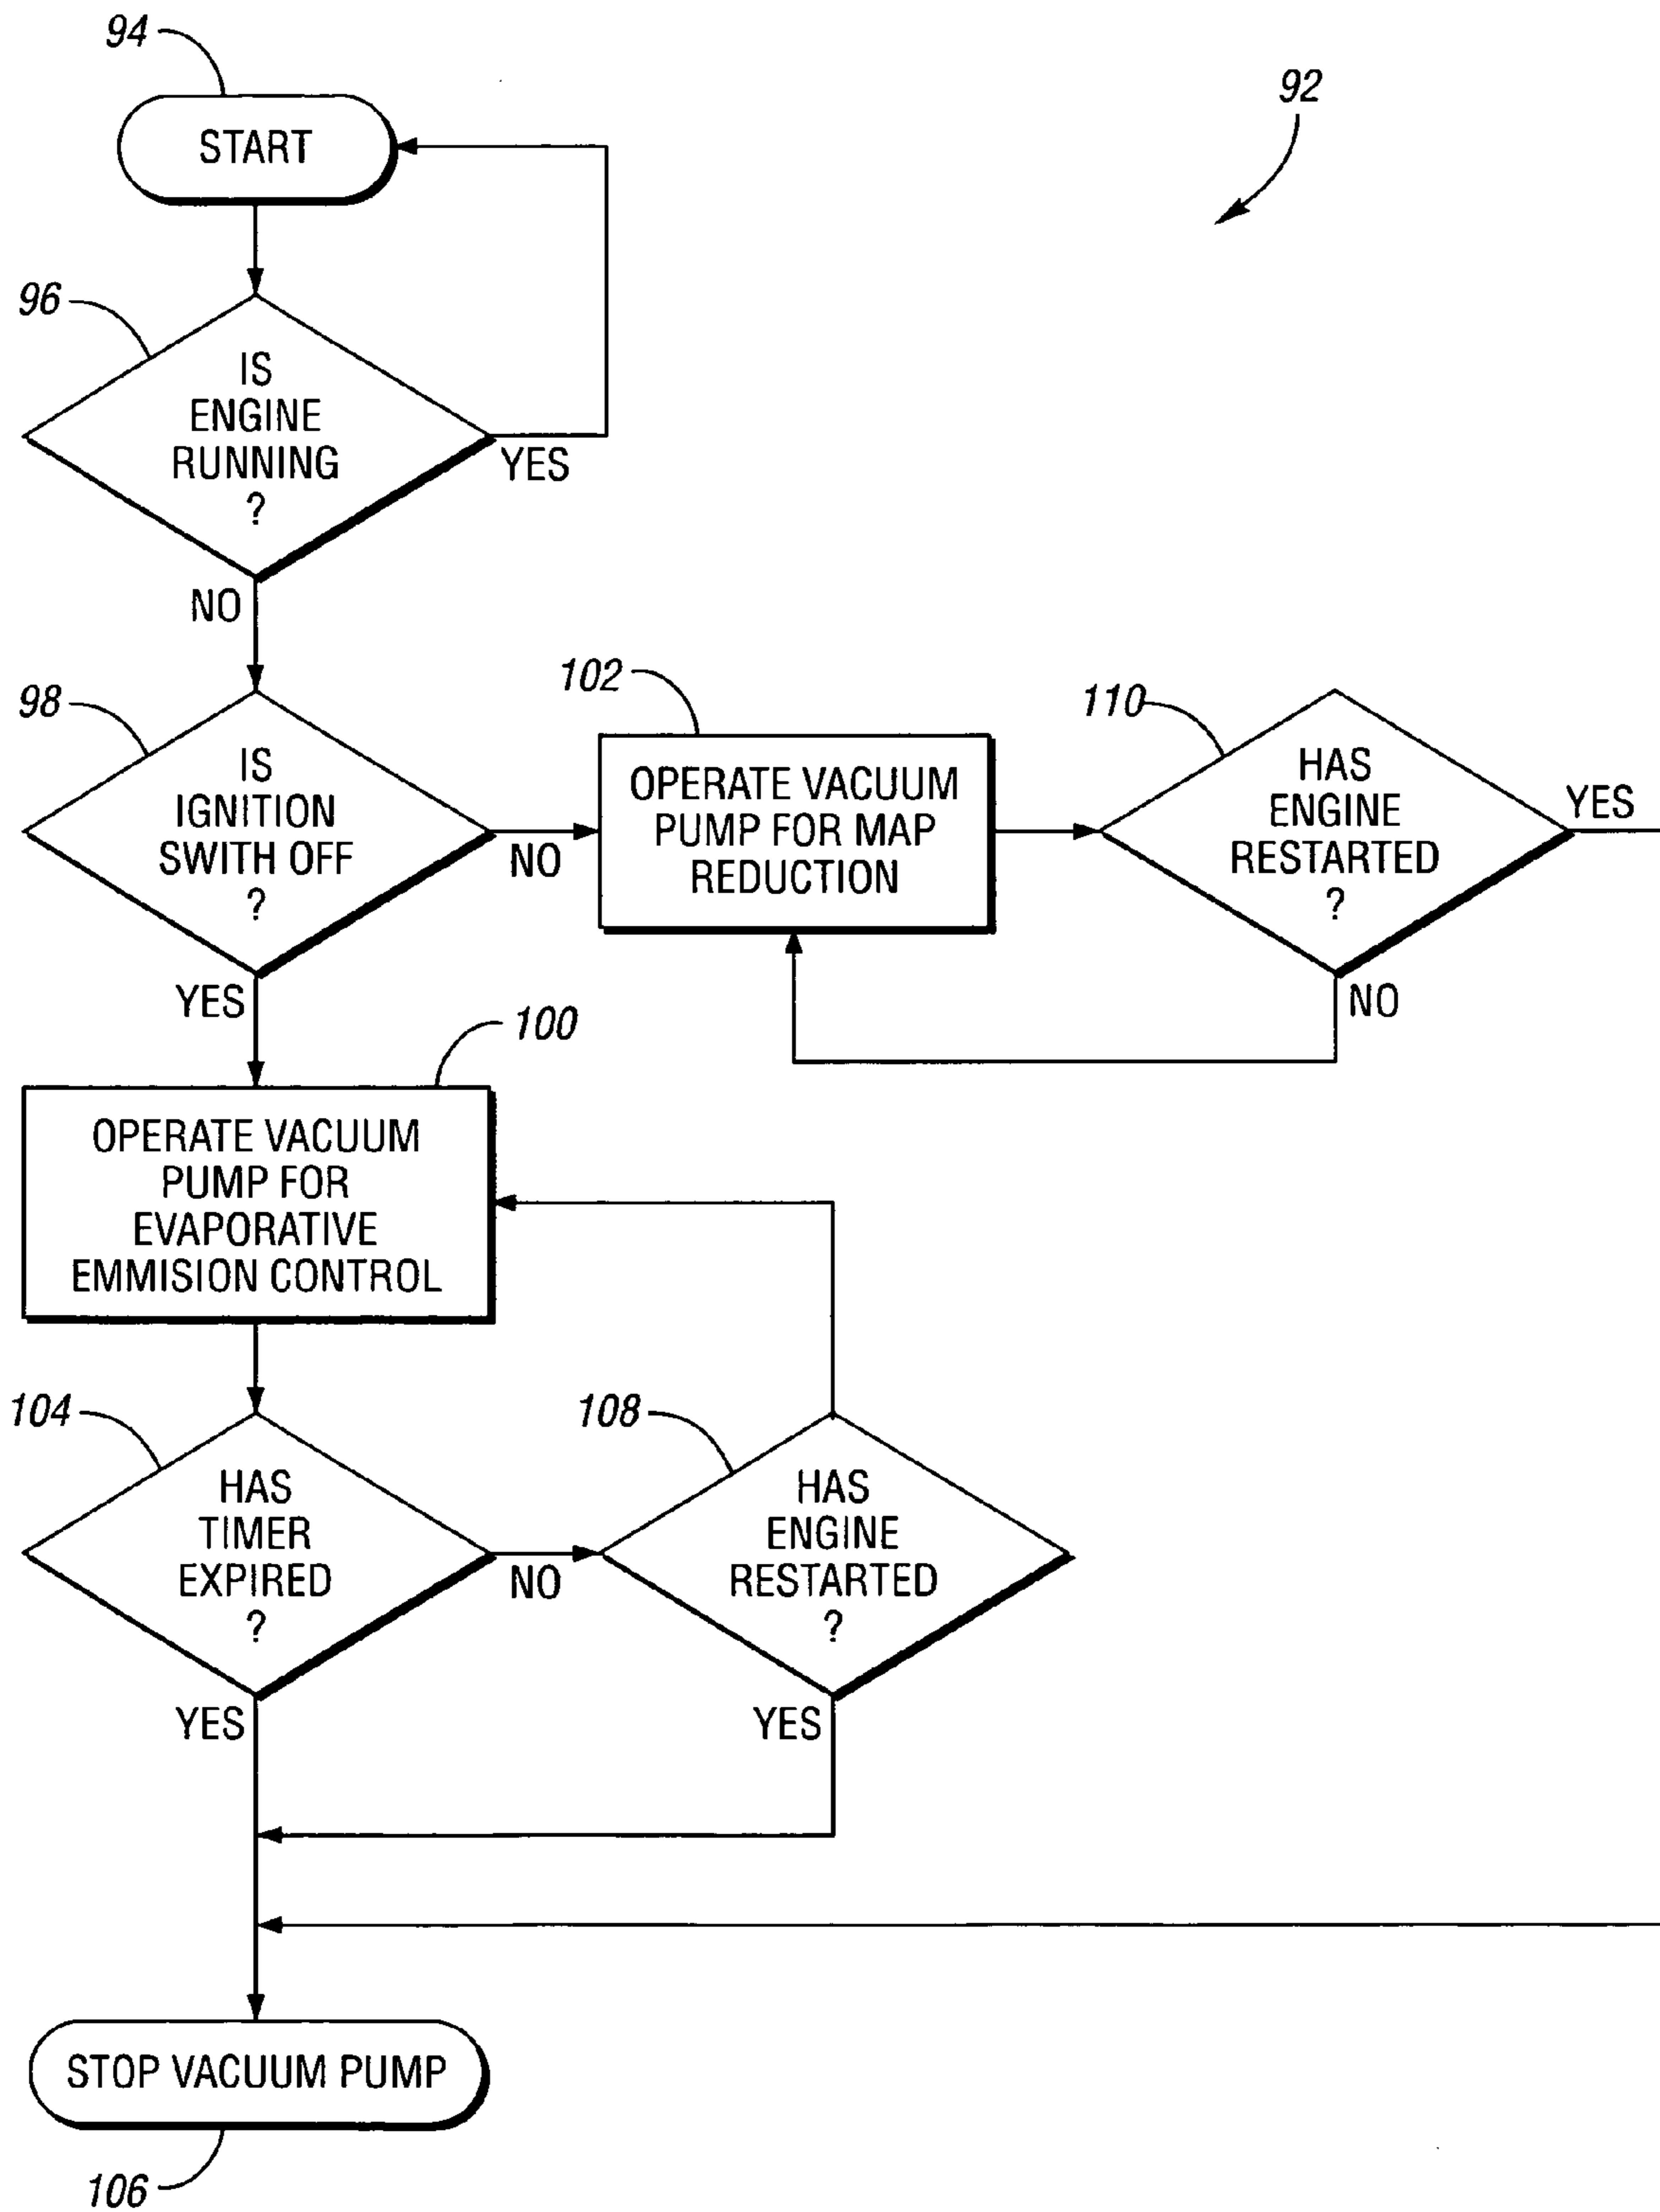 94
92
START
96
IS
ENGINE
RUNNING
?
YES
NO
98
IS
IGNITION
SWITH OFF
?
NO
YES
102
OPERATE VACUUM
PUMP FOR MAP
REDUCTION
110
HAS
ENGINE
RESTARTED
?
YES
NO
100
OPERATE VACUUM
PUMP FOR
EVAPORATIVE
EMMISION CONTROL
104
HAS
TIMER
EXPIRED
?
NO
YES
108
HAS
ENGINE
RESTARTED
?
YES
STOP VACUUM PUMP
106